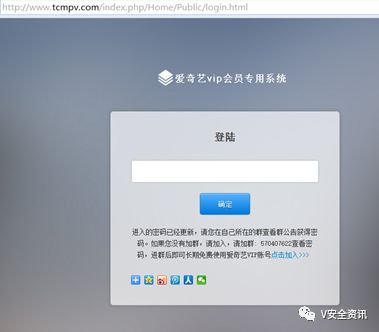 http://www.tcmpv.com/index.php/Home/Public/login.html
爱奇艺vip会员专用系统
登陆
确定
进入的密码已经更新，请您在自己所在的群查看群公告获得密
码。如果您没有加群，请加入，请加群：570407622查看密
码，进群后即可长期免费使用爱奇艺VIP账号点击加入>>>
V安全资讯